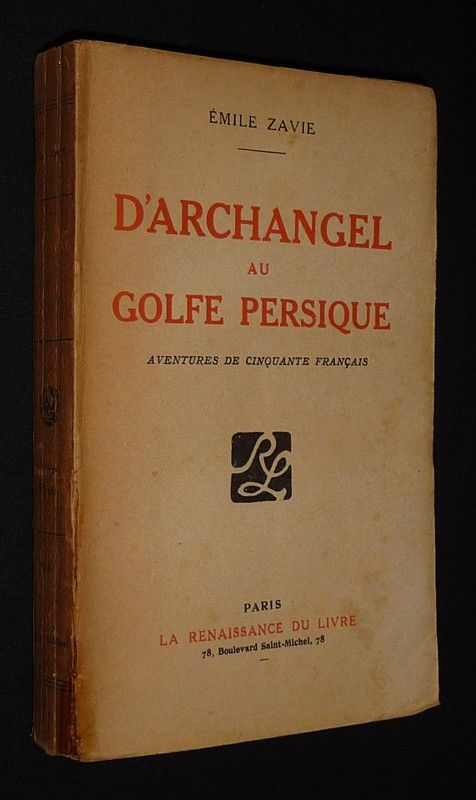 ÉMILE ZAVIE
D'ARCHANGEL
AU
GOLFE PERSIQUE
AVENTURES DE CINQUANTE FRANÇAIS
RL
PARIS
LA RENAISSANCE DU LIVRE
78, Boulevard Saint-Michel, 78